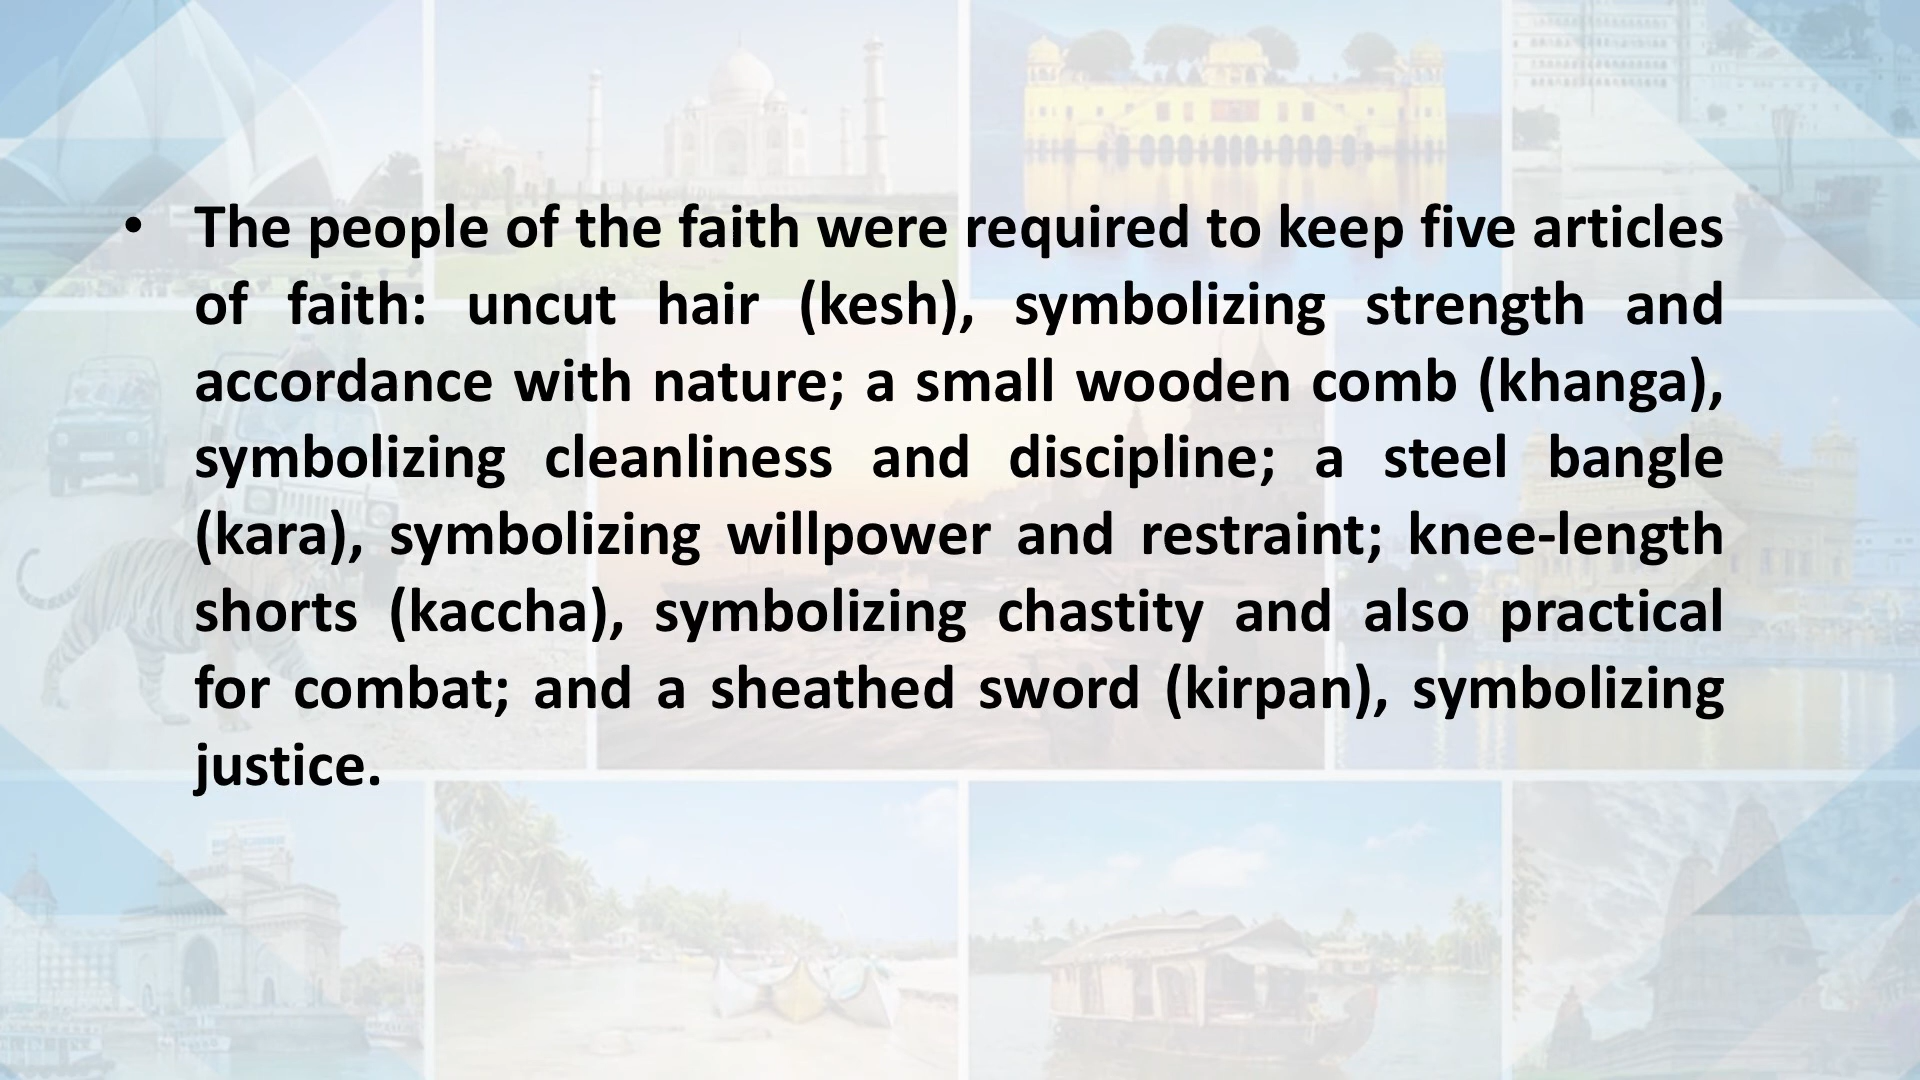 • The people of the faith were required to keep five articles
of faith: uncut hair (kesh), symbolizing strength and
accordance with nature; a small wooden comb (khanga),
symbolizing cleanliness and discipline; a steel bangle
(kara), symbolizing willpower and restraint; knee-length
shorts (kaccha), symbolizing chastity and also practical
for combat; and a sheathed sword (kirpan), symbolizing
justice.